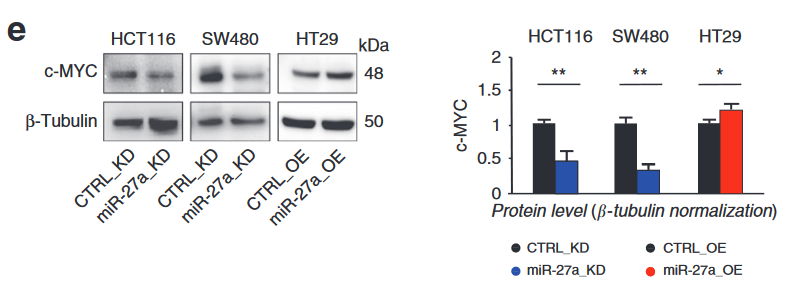 e
HCT116 SW480 HT29
kDa
c-MYC 48
β-Tubulin 50
CTRL_KD
miR-27a_KD
CTRL_KD
miR-27a_KD
CTRL_OE
miR-27a_OE
HCT116 SW480 HT29
c-MYC
2
1.5
1
0.5
0
** ** *
Protein level (β-tubulin normalization)
CTRL_KD CTRL_OE
miR-27a_KD miR-27a_OE